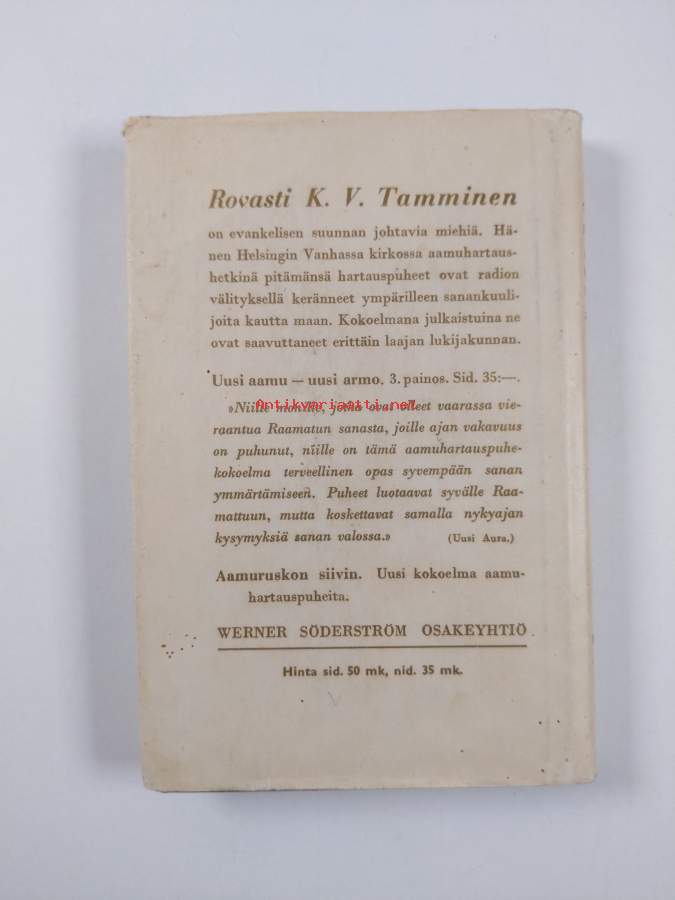 Rovasti K. V. Tamminen
on evankelisen suunnan johtavia miehiä. Hä-
nen Helsingin Vanhassa kirkossa aamuhartaus-
hetkinä pitämänsä hartauspuheet ovat radion
välityksellä keränneet ympärilleen sanankuuli-
joita kautta maan. Kokoelmana julkaistuina ne
ovat saavuttaneet erittäin laajan lukijakunnan.
Uusi aamu — uusi armo. 3. painos. Sid. 35:—.
Antikvariaatti.net
»Niille monille, jotka ovat olleet vaarassa vie-
raantua Raamatun sanasta, joille ajan vakavuus
on puhunut, niille on tämä aamuhartauspuhe-
kokoelma terveellinen opas syvempään sanan
ymmärtämiseen. Puheet luotaavat syvälle Raa-
mattuun, mutta koskettavat samalla nykyajan
kysymyksiä sanan valossa.» (Uusi Aura.)
Aamuruskon siivin. Uusi kokoelma aamu-
hartauspuheita.
WERNER SÖDERSTRÖM OSAKEYHTIÖ
Hinta sid. 50 mk, nid. 35 mk.